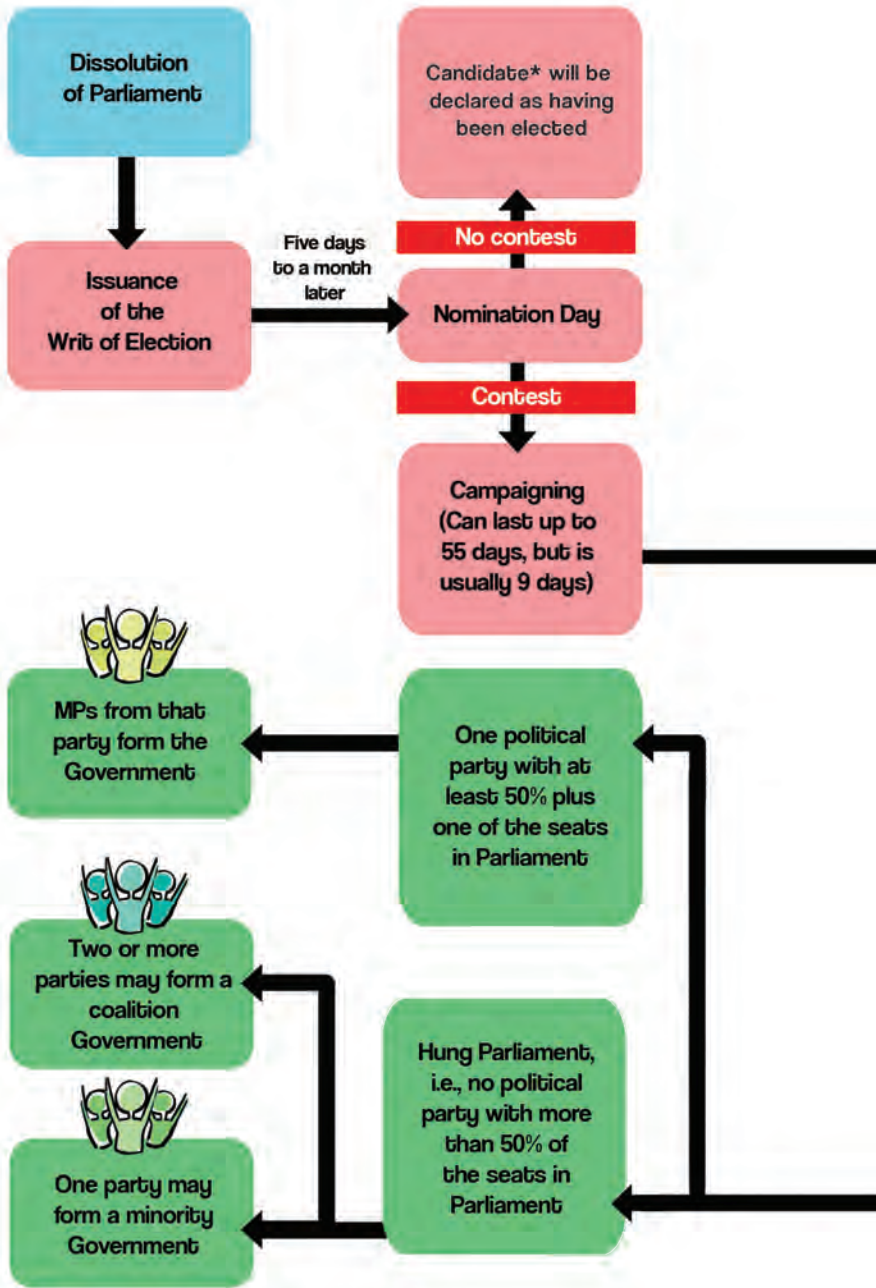 Dissolution
of Parliament
Issuance
of the
Writ of Election
Five days
to a month
later
Nomination Day
No contest
Candidate* will be
declared as having
been elected
Contest
Campaigning
(Can last up to
55 days, but is
usually 9 days)
One political
party with at
least 50% plus
one of the seats
in Parliament
MPs from that
party form the
Government
Hung Parliament,
i.e., no political
party with more
than 50% of
the seats in
Parliament
Two or more
parties may form a
coalition
Government
One party may
form a minority
Government